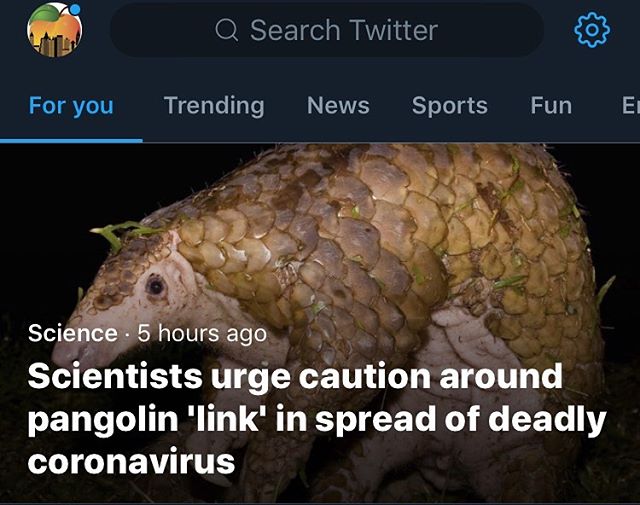 Search Twitter
For you Trending News Sports Fun
Science · 5 hours ago
Scientists urge caution around
pangolin 'link' in spread of deadly
coronavirus